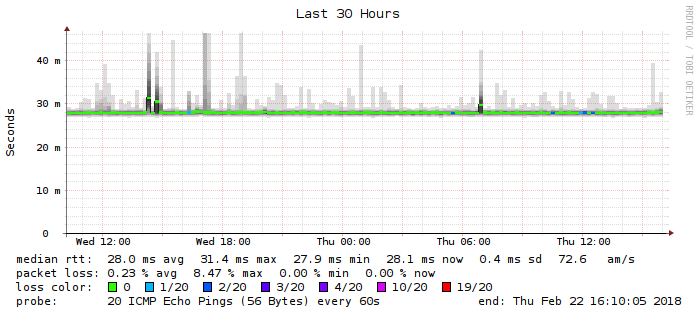 Last 30 Hours
RRDTOOL / TOBI OETIKER
Seconds
40 m
30 m
20 m
10 m
0
Wed 12:00 Wed 18:00 Thu 00:00 Thu 06:00 Thu 12:00
median rtt: 28.0 ms avg 31.4 ms max 27.9 ms min 28.1 ms now 0.4 ms sd 72.6 am/s
packet loss: 0.23 % avg 8.47 % max 0.00 % min 0.00 % now
loss color: 0 1/20 2/20 3/20 4/20 10/20 19/20
probe: 20 ICMP Echo Pings (56 Bytes) every 60s end: Thu Feb 22 16:10:05 2018